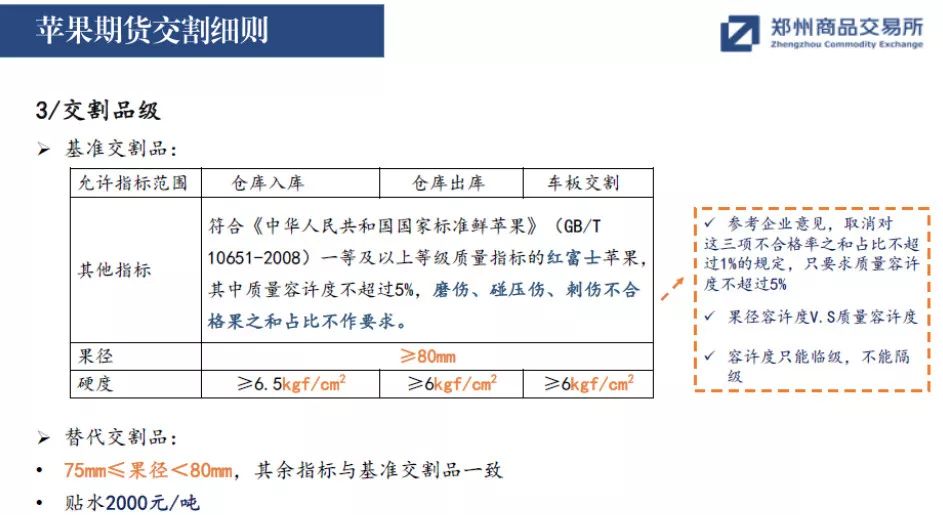 苹果期货交割细则
郑州商品交易所
Zhengzhou Commodity Exchange
3/交割品级
➤ 基准交割品：
允许指标范围 仓库入库 仓库出库 车板交割
其他指标
符合《中华人民共和国国家标准鲜苹果》（GB/T
10651-2008）一等及以上等级质量指标的红富士苹果，
其中质量容许度不超过5%，磨伤、碰压伤、刺伤不合
格果之和占比不作要求。
果径 ≥80mm
硬度 ≥6.5kgf/cm² ≥6kgf/cm² ≥6kgf/cm²
✓ 参考企业意见，取消对
这三项不合格率之和占比不超
过1%的规定，只要求质量容许
度不超过5%
✓ 果径容许度V.S质量容许度
✓ 容许度只能临级，不能隔
级
➤ 替代交割品：
• 75mm≤果径＜80mm，其余指标与基准交割品一致
• 贴水2000元/吨